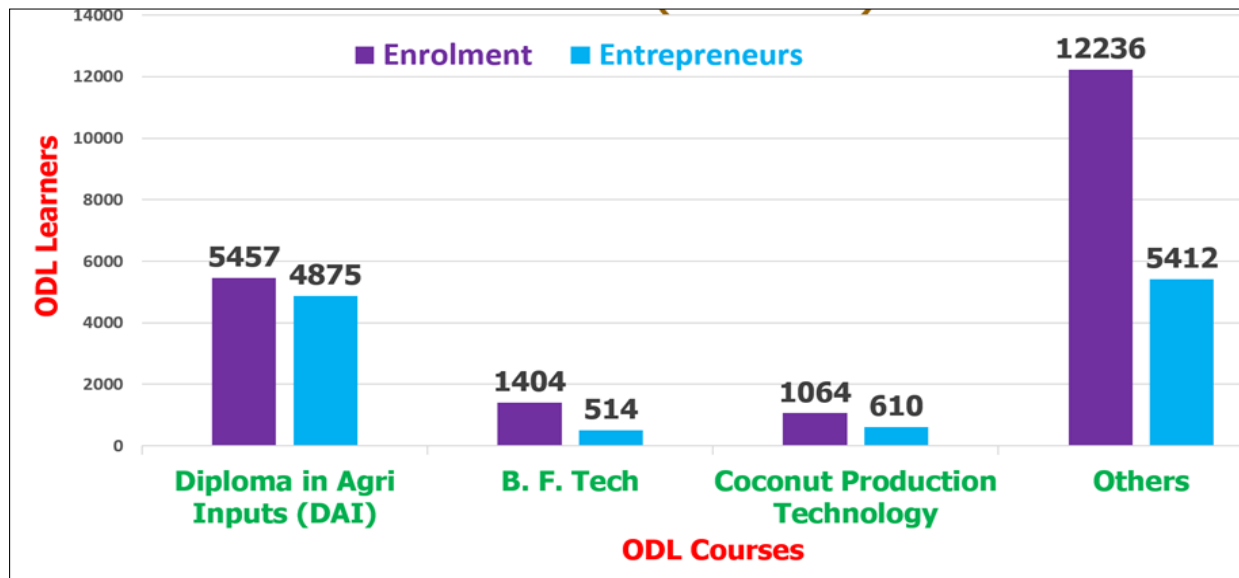 14000
12000
10000
8000
6000
4000
2000
0
Enrolment Entrepreneurs
ODL Learners
5457
4875
1404
514
1064
610
12236
5412
Diploma in Agri
Inputs (DAI)
B. F. Tech
Coconut Production
Technology
Others
ODL Courses